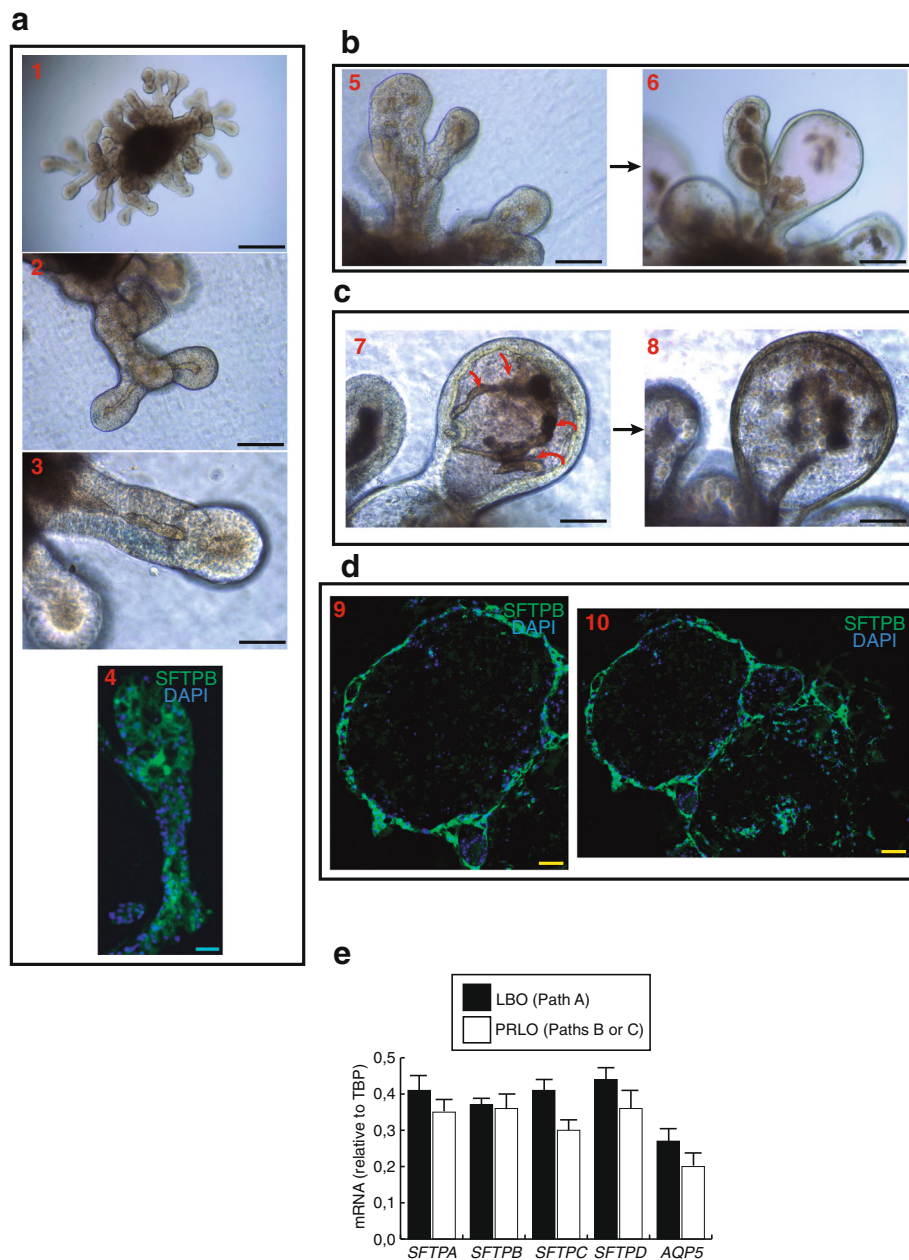 a
1
2
3
4
SFTPB
DAPI
b
5
6
c
7
8
d
9
SFTPB
DAPI
10
SFTPB
DAPI
e
LBO (Path A)
PRLO (Paths B or C)
mRNA (relative to TBP)
0,5
0,4
0,3
0,2
0,1
0,0
SFTPA SFTPB SFTPC SFTPD AQP5